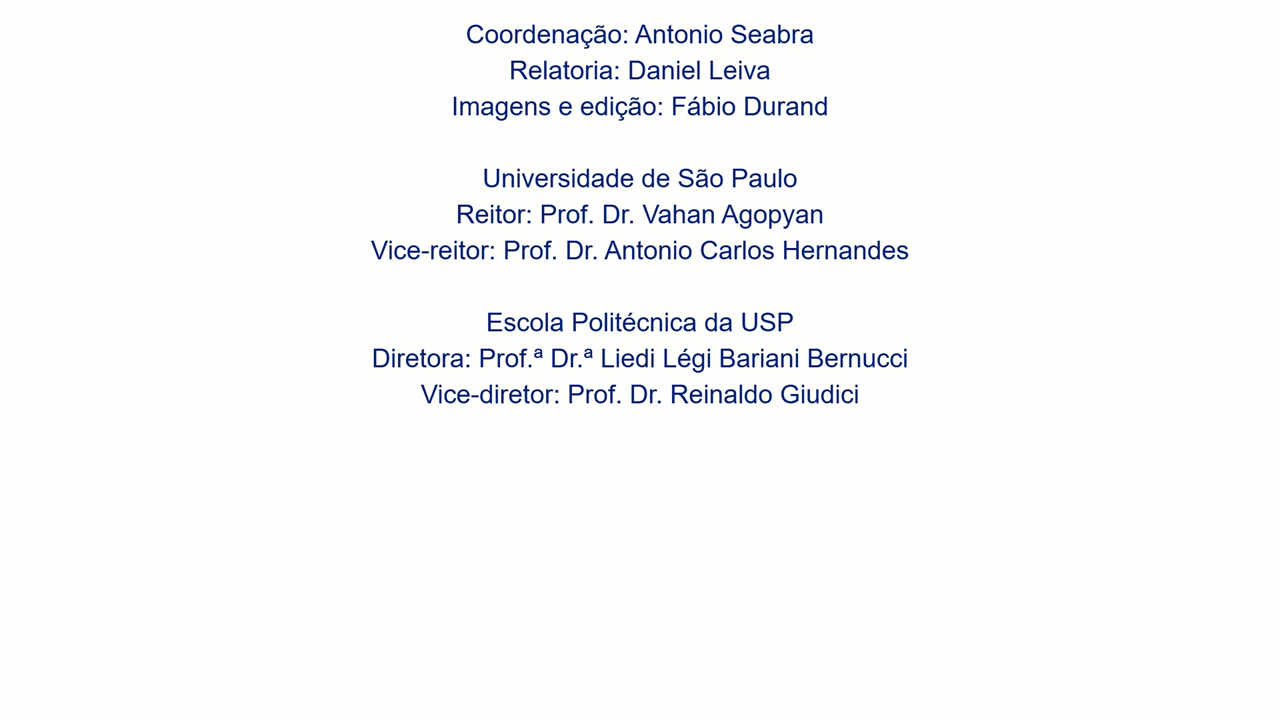 Coordenação: Antonio Seabra
Relatoria: Daniel Leiva
Imagens e edição: Fábio Durand
Universidade de São Paulo
Reitor: Prof. Dr. Vahan Agopyan
Vice-reitor: Prof. Dr. Antonio Carlos Hernandes
Escola Politécnica da USP
Diretora: Prof.ª Dr.ª Liedi Légi Bariani Bernucci
Vice-diretor: Prof. Dr. Reinaldo Giudici